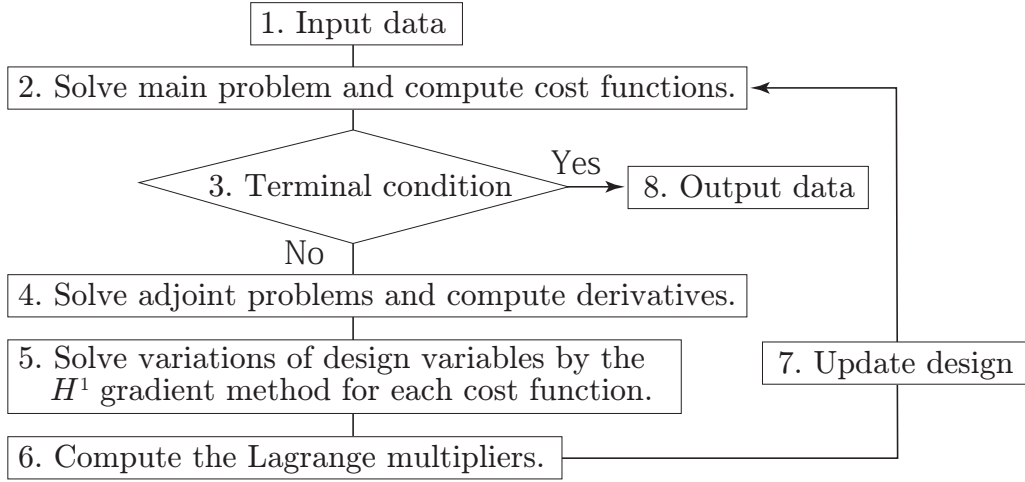 1. Input data
2. Solve main problem and compute cost functions.
Yes
3. Terminal condition
8. Output data
No
4. Solve adjoint problems and compute derivatives.
5. Solve variations of design variables by the
H¹ gradient method for each cost function.
7. Update design
6. Compute the Lagrange multipliers.